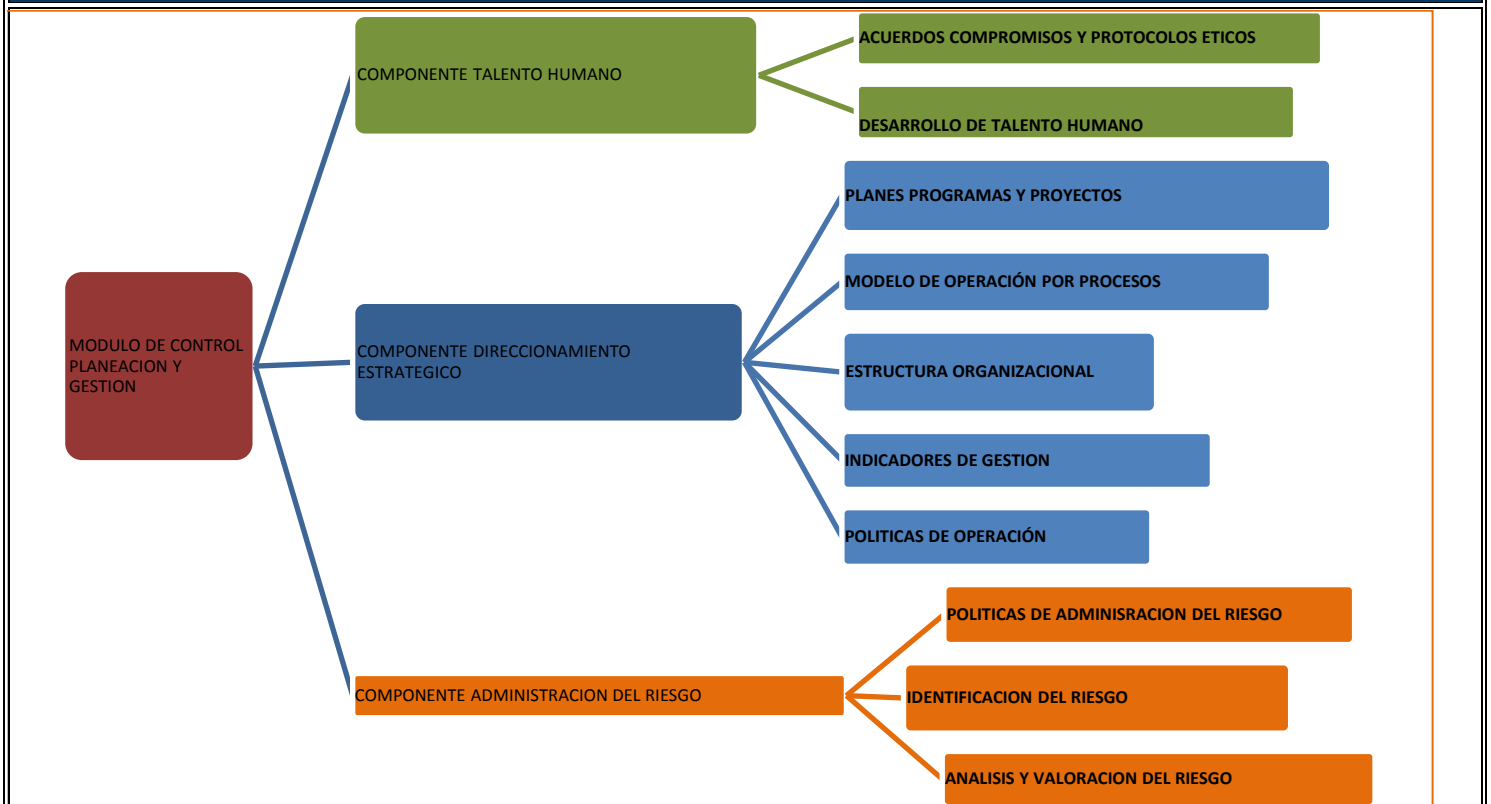 MODULO DE CONTROL
PLANEACION Y
GESTION
COMPONENTE TALENTO HUMANO
ACUERDOS COMPROMISOS Y PROTOCOLOS ETICOS
DESARROLLO DE TALENTO HUMANO
COMPONENTE DIRECCIONAMIENTO
ESTRATEGICO
PLANES PROGRAMAS Y PROYECTOS
MODELO DE OPERACIÓN POR PROCESOS
ESTRUCTURA ORGANIZACIONAL
INDICADORES DE GESTION
POLITICAS DE OPERACIÓN
COMPONENTE ADMINISTRACION DEL RIESGO
POLITICAS DE ADMINISRACION DEL RIESGO
IDENTIFICACION DEL RIESGO
ANALISIS Y VALORACION DEL RIESGO